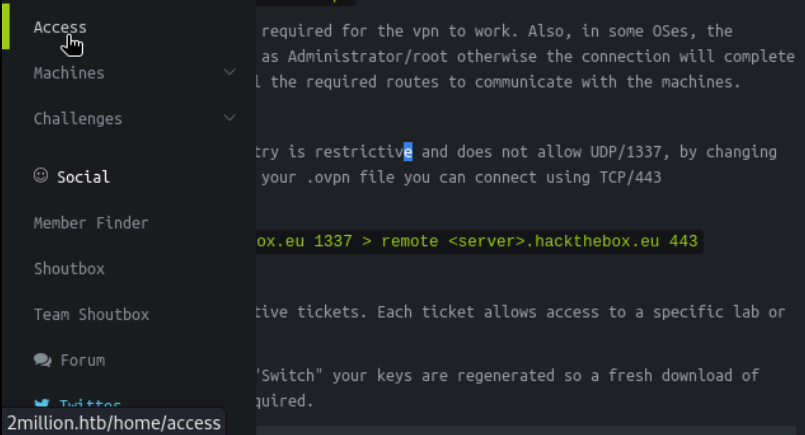 Access
Machines
Challenges
Social
Member Finder
Shoutbox
Team Shoutbox
Forum
Twitter
2million.htb/home/access
required for the vpn to work. Also, in some OSes, the
as Administrator/root otherwise the connection will complete
the required routes to communicate with the machines.
is restrictive and does not allow UDP/1337, by changing
your .ovpn file you can connect using TCP/443
ox.eu 1337 > remote <server>.hackthebox.eu 443
tive tickets. Each ticket allows access to a specific lab or
"Switch" your keys are regenerated so a fresh download of
quired.